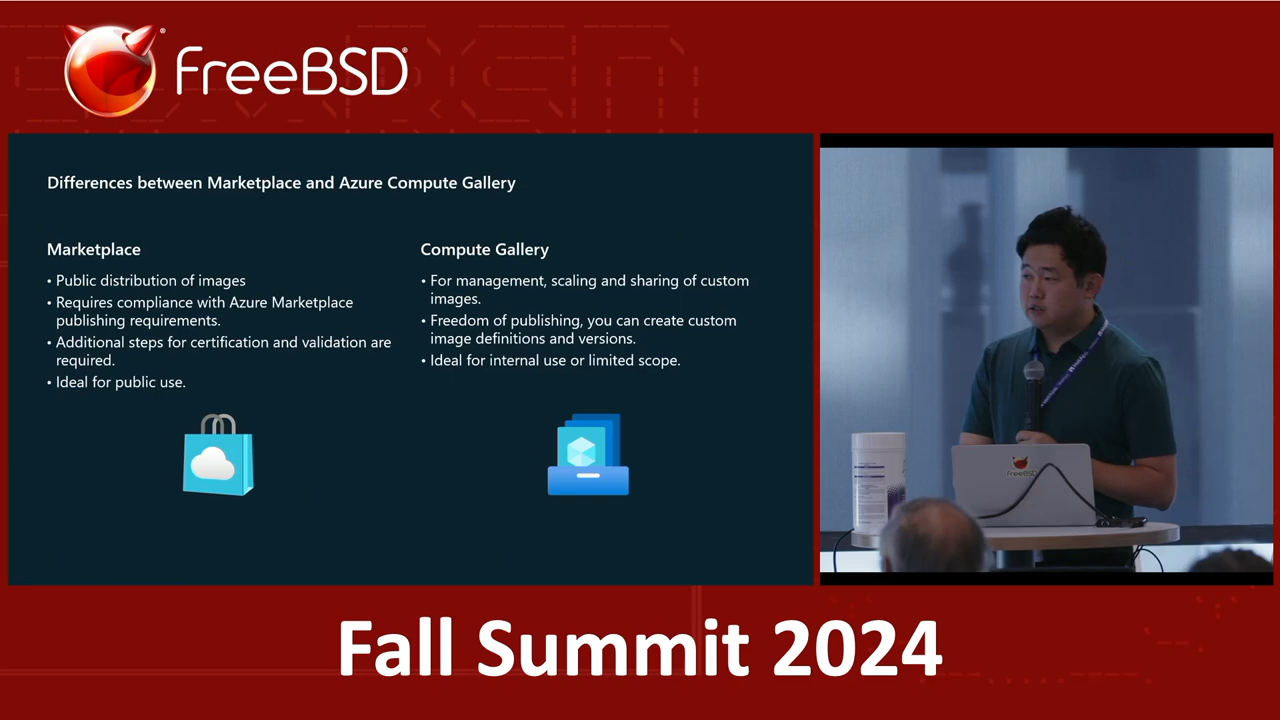 FreeBSD®
Differences between Marketplace and Azure Compute Gallery
Marketplace
• Public distribution of images
• Requires compliance with Azure Marketplace
publishing requirements.
• Additional steps for certification and validation are
required.
• Ideal for public use.
Compute Gallery
• For management, scaling and sharing of custom
images.
• Freedom of publishing, you can create custom
image definitions and versions.
• Ideal for internal use or limited scope.
FreeBSD
Fall Summit 2024